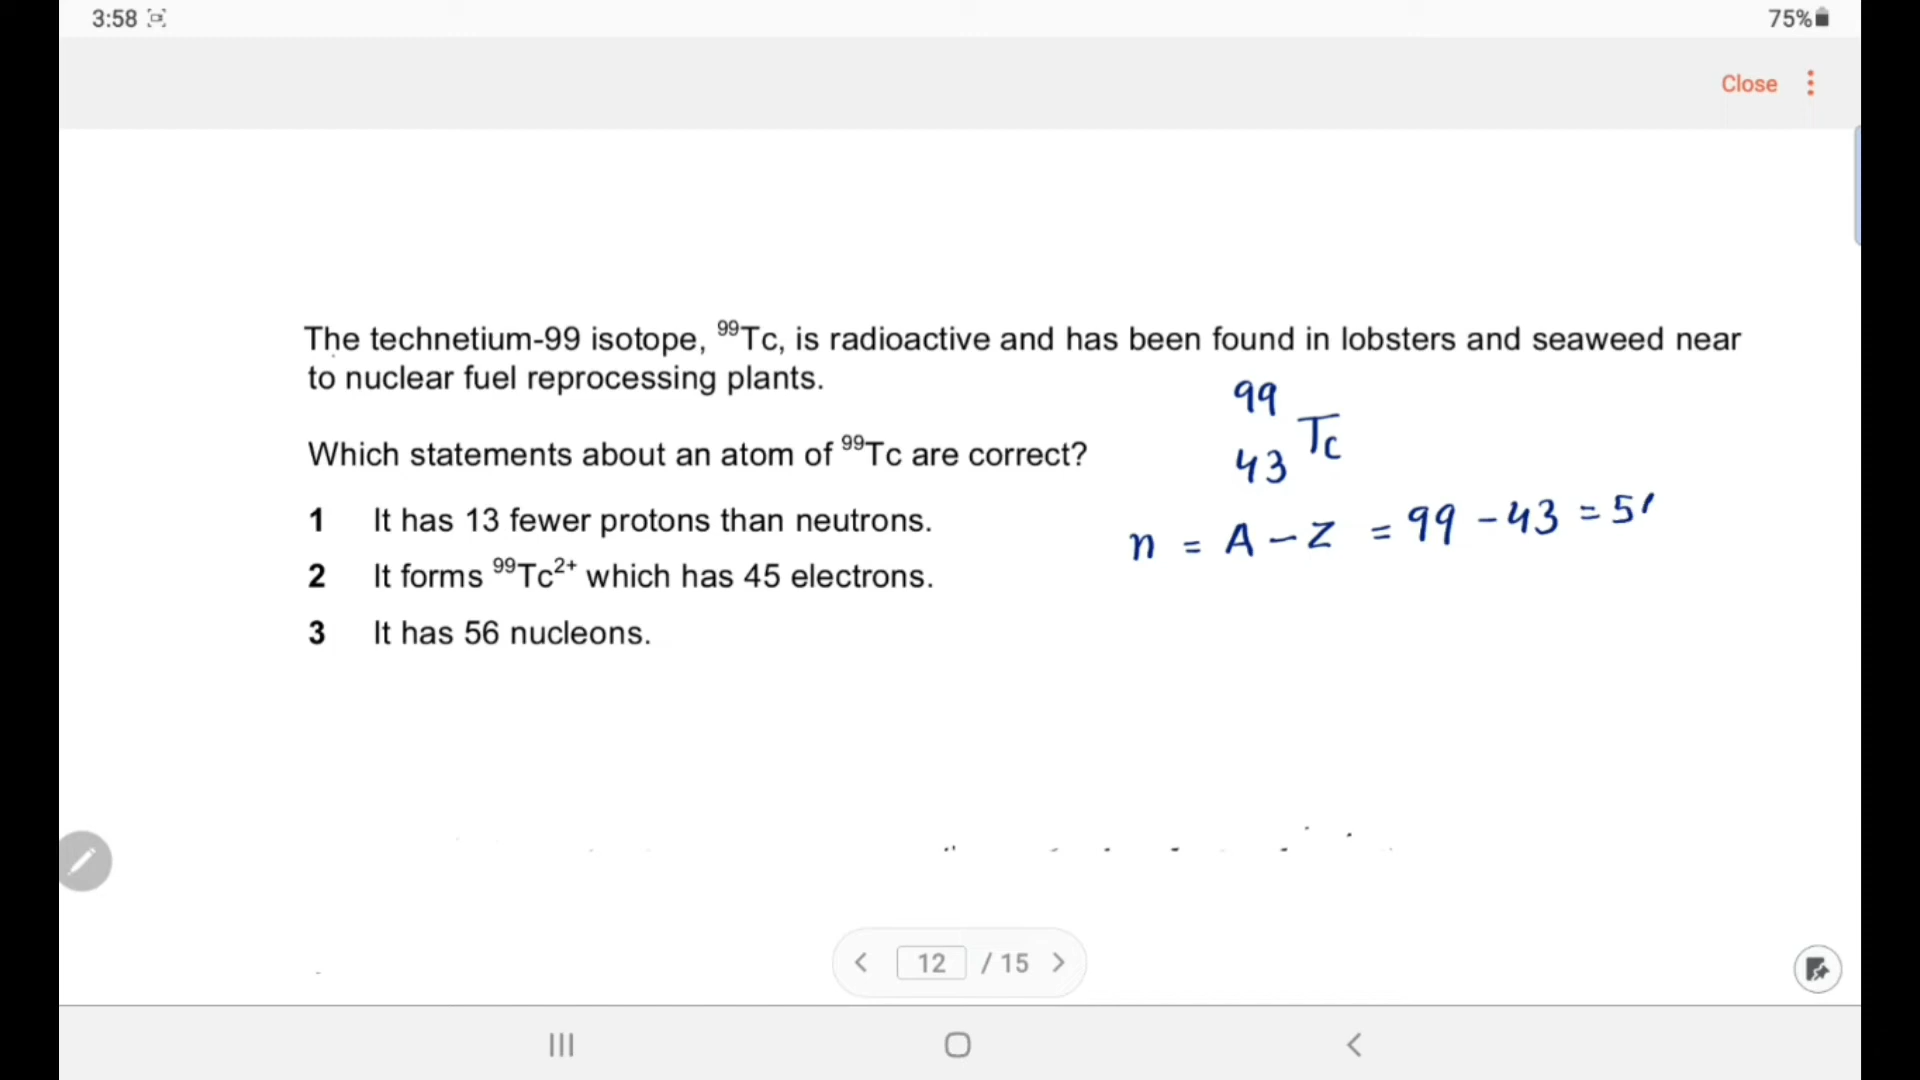 3:58
75%
Close
The technetium-99 isotope, ⁹⁹Tc, is radioactive and has been found in lobsters and seaweed near
to nuclear fuel reprocessing plants.
99
43 Tc
Which statements about an atom of ⁹⁹Tc are correct?
n = A - Z = 99 - 43 = 5
1 It has 13 fewer protons than neutrons.
2 It forms ⁹⁹Tc²⁺ which has 45 electrons.
3 It has 56 nucleons.
12 / 15